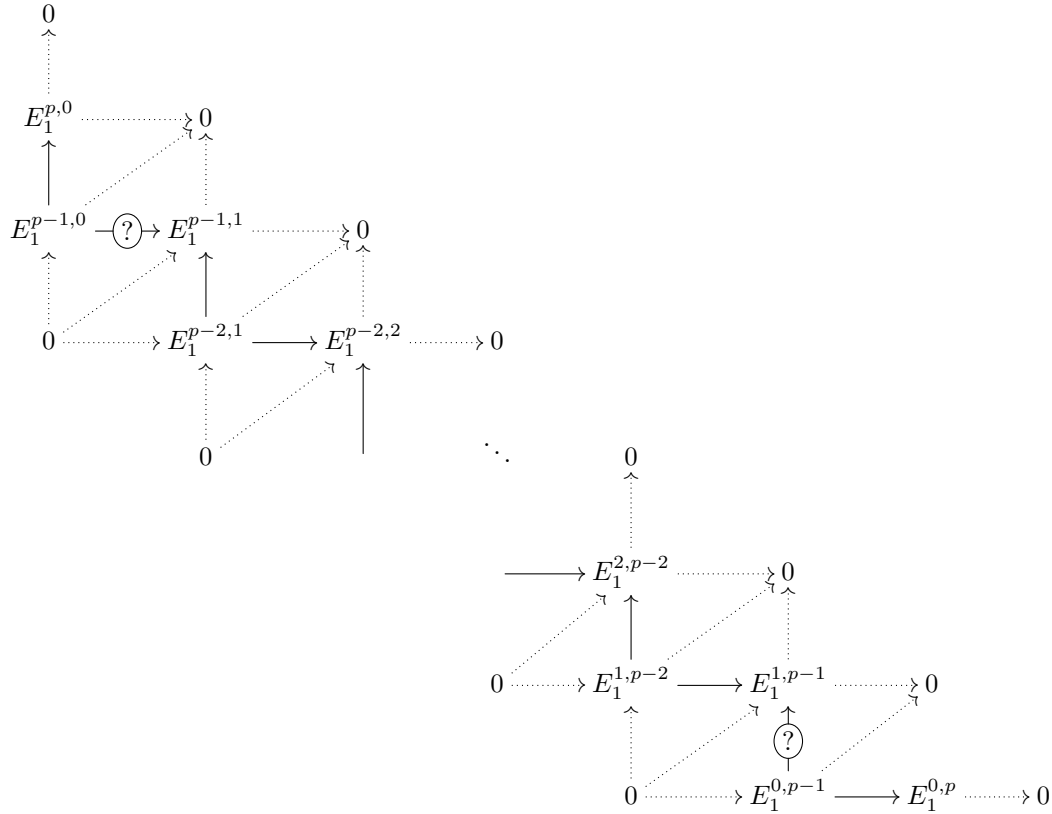 0
E_1^{p,0} 0
E_1^{p-1,0} ? E_1^{p-1,1} 0
0 E_1^{p-2,1} E_1^{p-2,2} 0
0 ⋱ 0
E_1^{2,p-2} 0
0 E_1^{1,p-2} E_1^{1,p-1} 0
?
0 E_1^{0,p-1} E_1^{0,p} 0